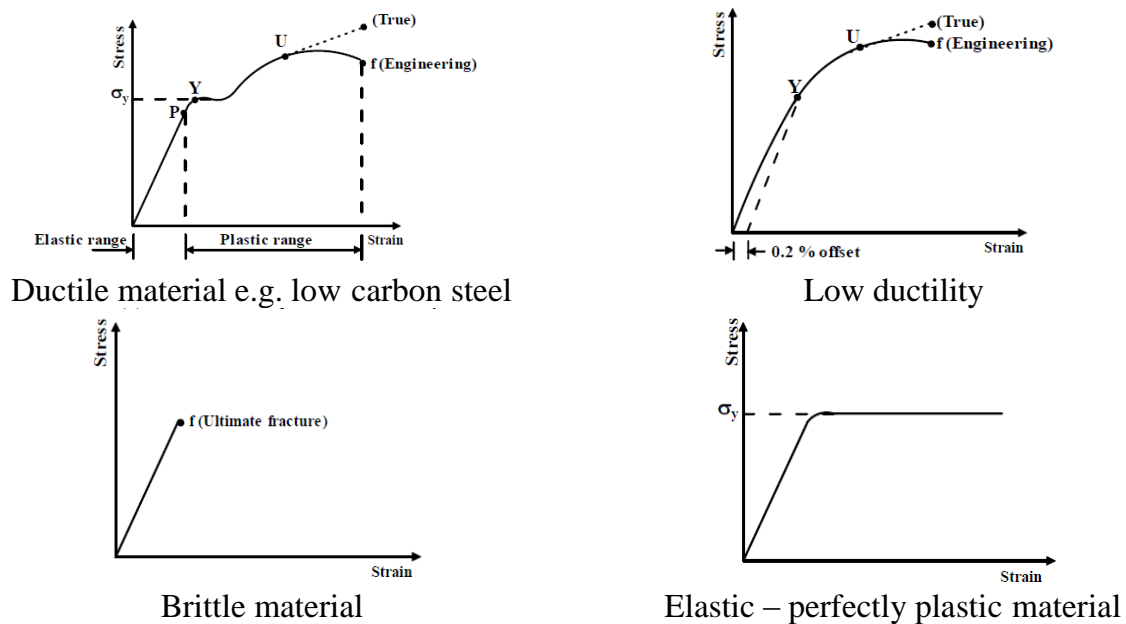 Stress
(True)
U
f (Engineering)
σy
Y
P
Elastic range
Plastic range
Strain
Ductile material e.g. low carbon steel
Stress
(True)
U
f (Engineering)
Y
Strain
0.2 % offset
Low ductility
Stress
f (Ultimate fracture)
Strain
Brittle material
Stress
σy
Strain
Elastic – perfectly plastic material